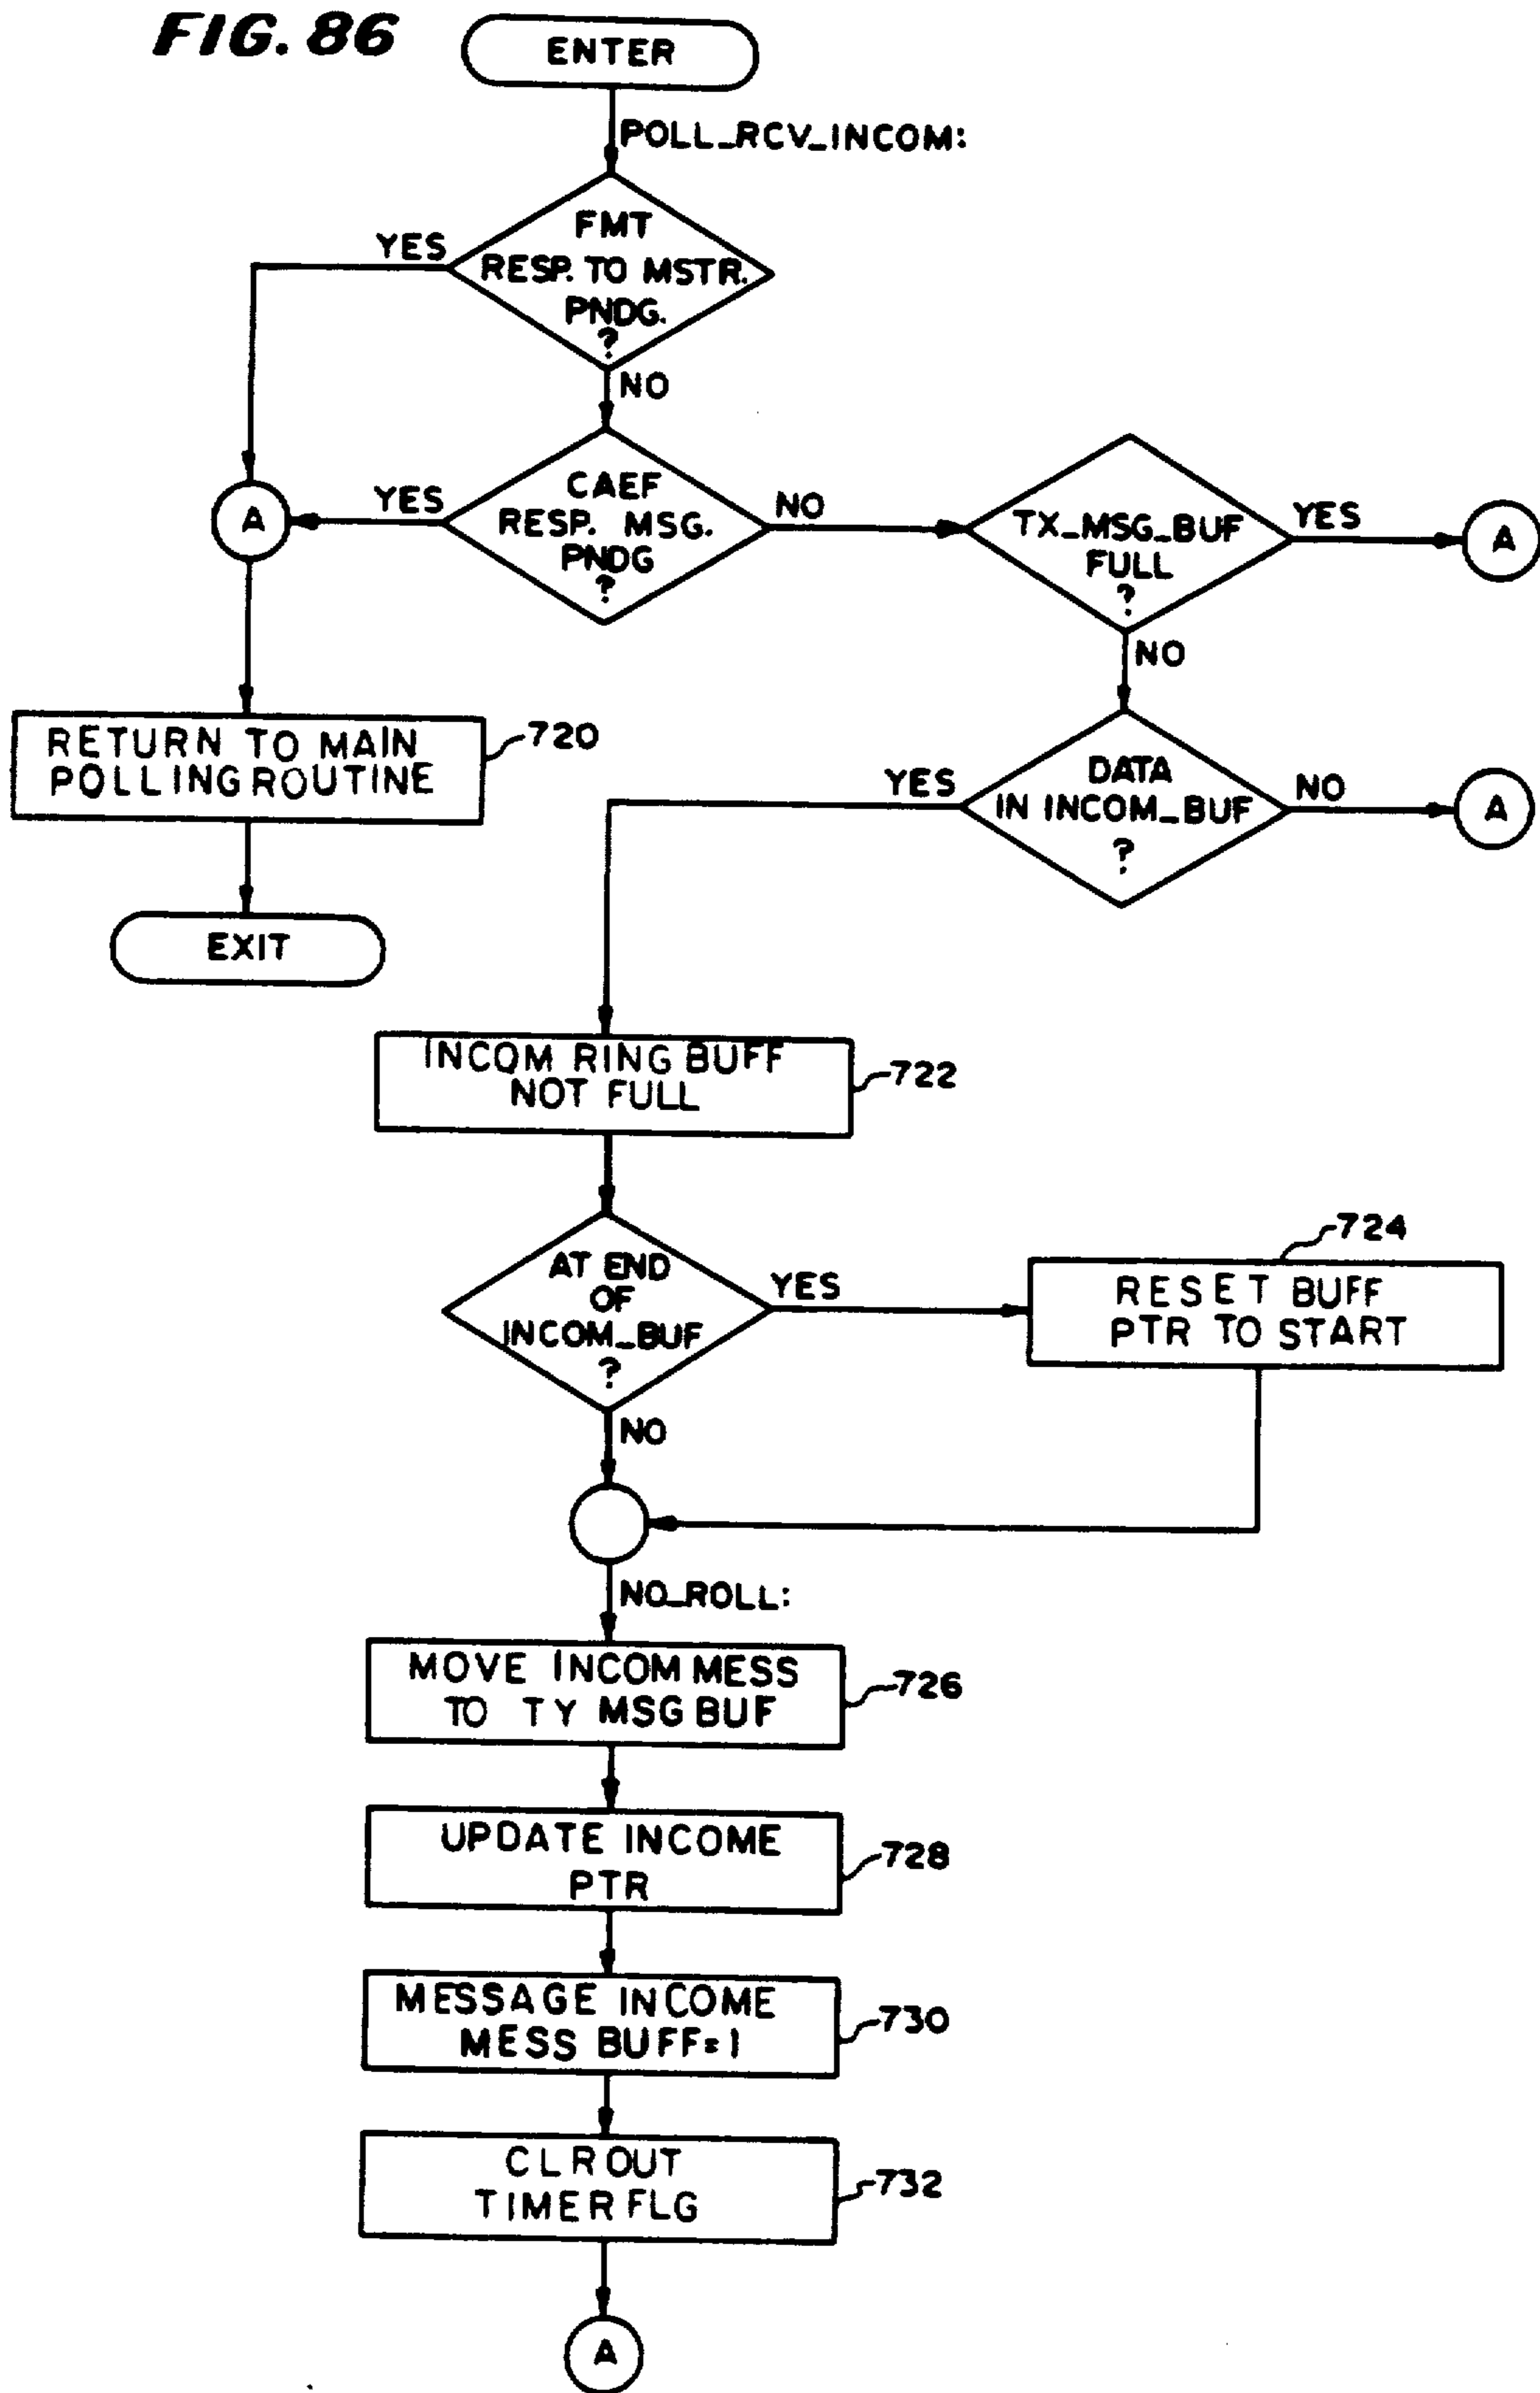 FIG. 86
ENTER
POLL_RCV_INCOM:
FMT
RESP. TO MSTR.
PNDG.
?
YES
NO
CAEF
RESP. MSG.
PNDG
?
YES
NO
A
TX_MSG_BUF
FULL
?
YES
A
NO
RETURN TO MAIN
POLLING ROUTINE
720
DATA
IN INCOM_BUF
?
YES
NO
A
EXIT
INCOM RING BUFF
NOT FULL
722
AT END
OF
INCOM_BUF
?
YES
724
RESET BUFF
PTR TO START
NO
NO_ROLL:
MOVE INCOM MESS
TO TY MSG BUF
726
UPDATE INCOME
PTR
728
MESSAGE INCOME
MESS BUFF=1
730
CLR OUT
TIMER FLG
732
A